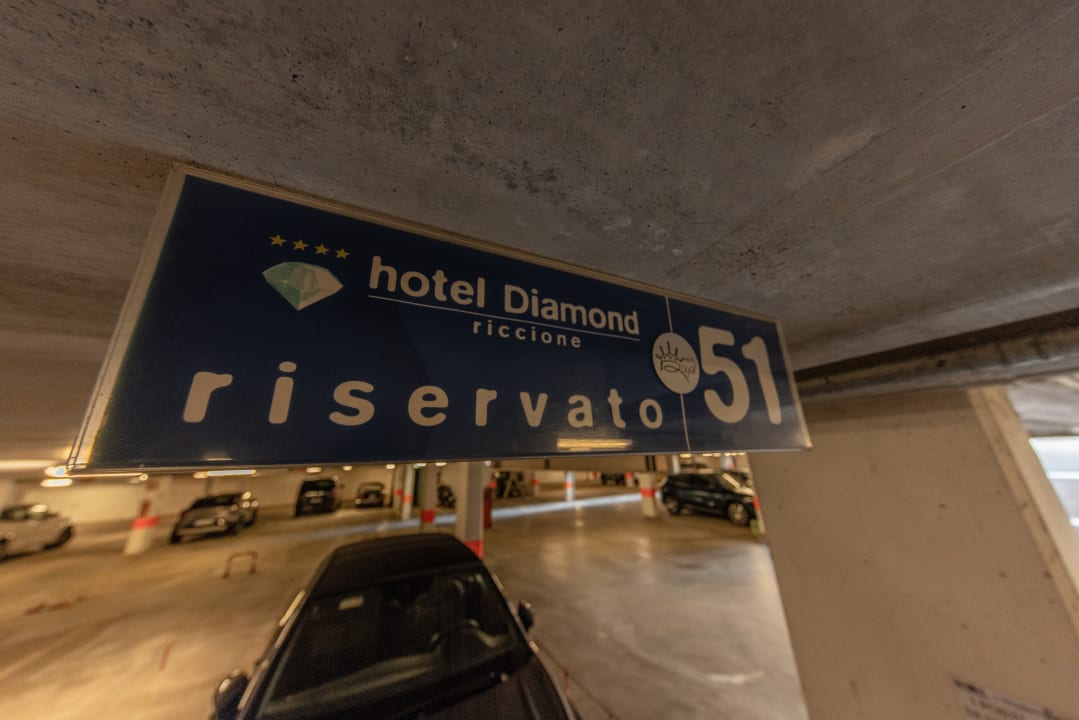 hotel Diamond
riccione
riservato
51